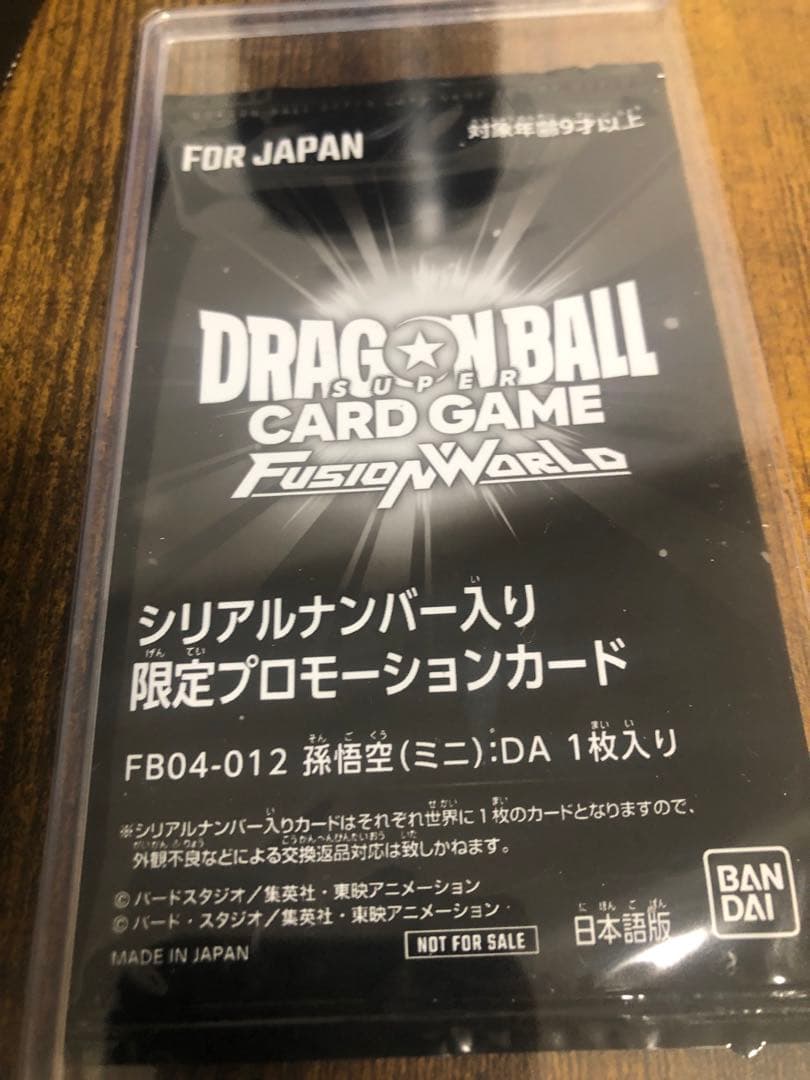 FOR JAPAN
対象年齢9才以上
DRAGON BALL
SUPER
CARD GAME
FUSION WORLD
シリアルナンバー入り
限定プロモーションカード
FB04-012 孫悟空(ミニ):DA 1枚入り
※シリアルナンバー入りカードはそれぞれ世界に1枚のカードとなりますので、
外観不良などによる交換返品対応は致しかねます。
©バードスタジオ/集英社・東映アニメーション
©バード・スタジオ/集英社・東映アニメーション
MADE IN JAPAN
NOT FOR SALE
日本語版
BAN
DAI